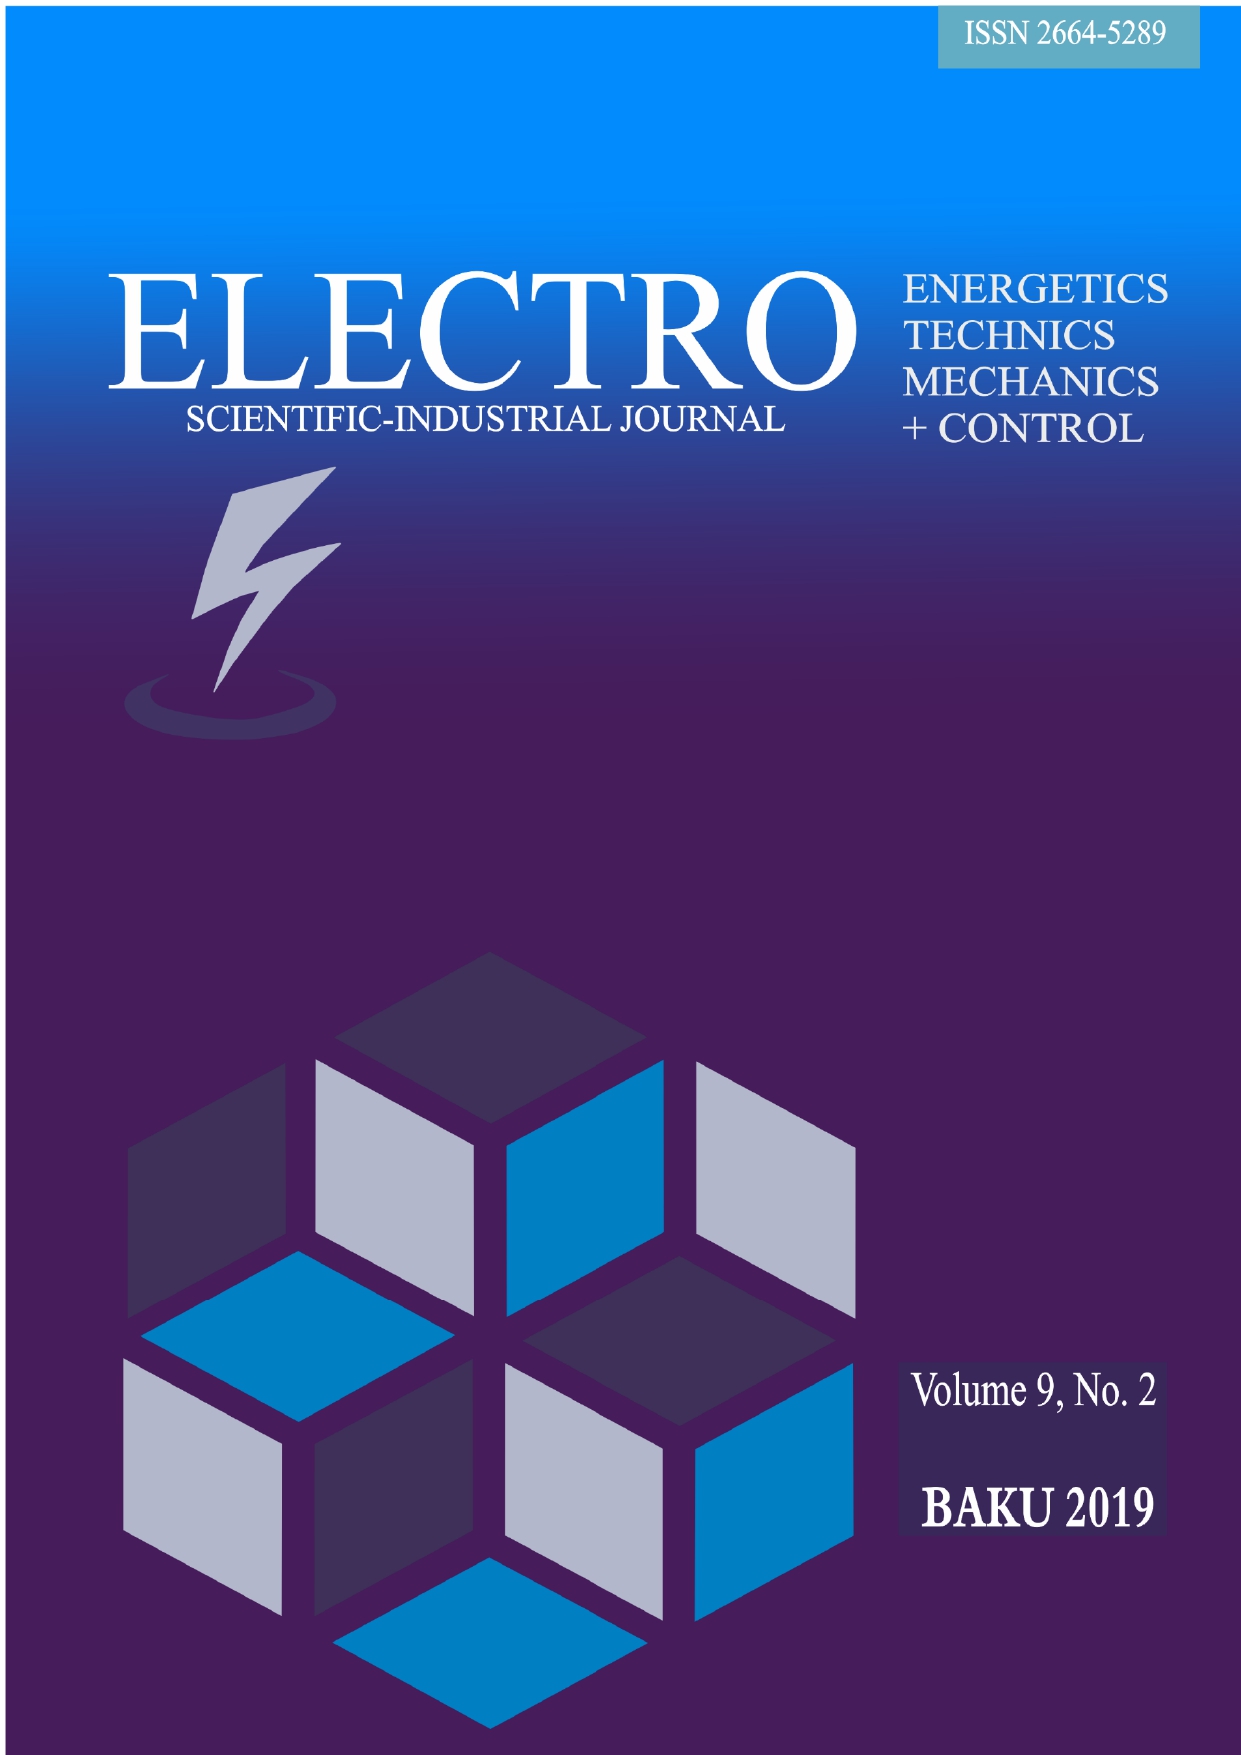 ISSN 2664-5289
ELECTRO
SCIENTIFIC-INDUSTRIAL JOURNAL
ENERGETICS
TECHNICS
MECHANICS
+ CONTROL
Volume 9, No. 2
BAKU 2019